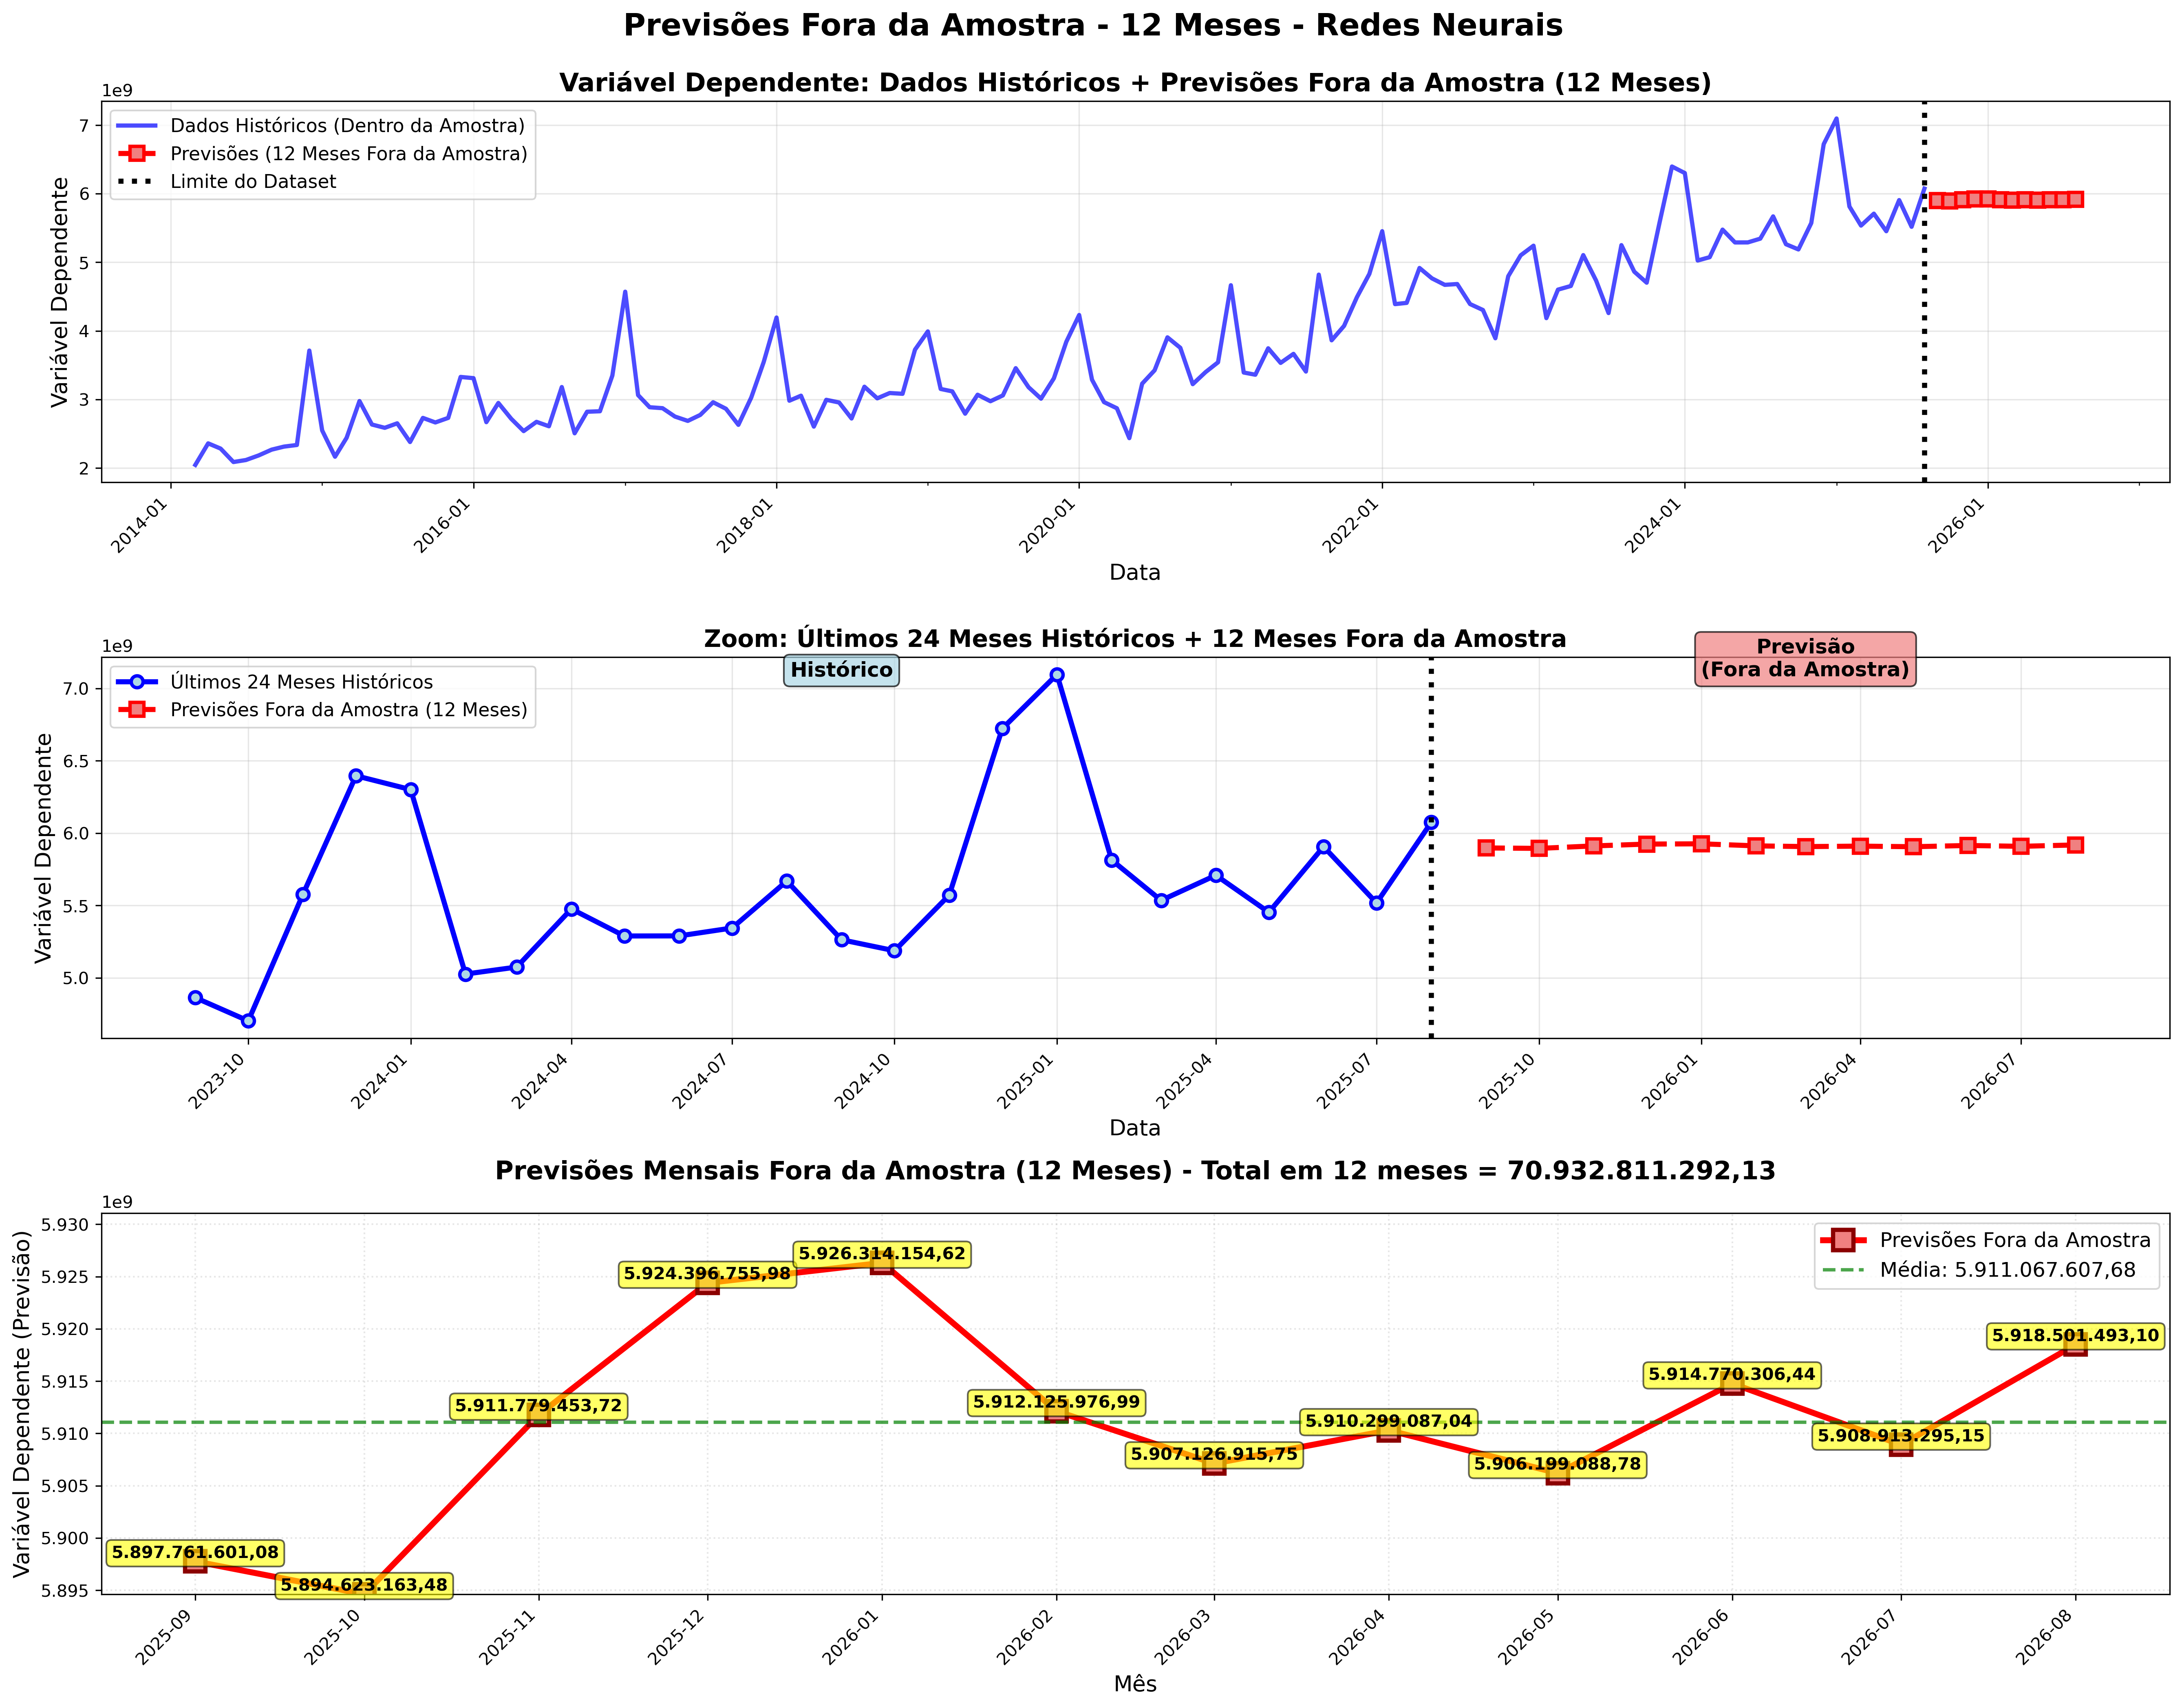 Previsões Fora da Amostra - 12 Meses - Redes Neurais
Variável Dependente: Dados Históricos + Previsões Fora da Amostra (12 Meses)
1e9
Dados Históricos (Dentro da Amostra)
Previsões (12 Meses Fora da Amostra)
Limite do Dataset
Variável Dependente
7
6
5
4
3
2
2014-01
2016-01
2018-01
2020-01
2022-01
2024-01
2026-01
Data
Zoom: Últimos 24 Meses Históricos + 12 Meses Fora da Amostra
1e9
Histórico
Previsão
(Fora da Amostra)
Últimos 24 Meses Históricos
Previsões Fora da Amostra (12 Meses)
Variável Dependente
7.0
6.5
6.0
5.5
5.0
2023-10
2024-01
2024-04
2024-07
2024-10
2025-01
2025-04
2025-07
2025-10
2026-01
2026-04
2026-07
Data
Previsões Mensais Fora da Amostra (12 Meses) - Total em 12 meses = 70.932.811.292,13
1e9
Previsões Fora da Amostra
Média: 5.911.067.607,68
Variável Dependente (Previsão)
5.930
5.925
5.920
5.915
5.910
5.905
5.900
5.895
5.897.761.601,08
5.894.623.163,48
5.911.779.453,72
5.924.396.755,98
5.926.314.154,62
5.912.125.976,99
5.907.126.915,75
5.910.299.087,04
5.906.199.088,78
5.914.770.306,44
5.908.913.295,15
5.918.501.493,10
2025-09
2025-10
2025-11
2025-12
2026-01
2026-02
2026-03
2026-04
2026-05
2026-06
2026-07
2026-08
Mês